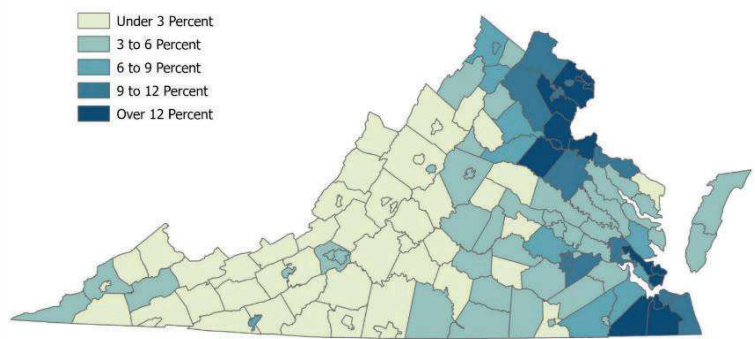 Under 3 Percent
3 to 6 Percent
6 to 9 Percent
9 to 12 Percent
Over 12 Percent